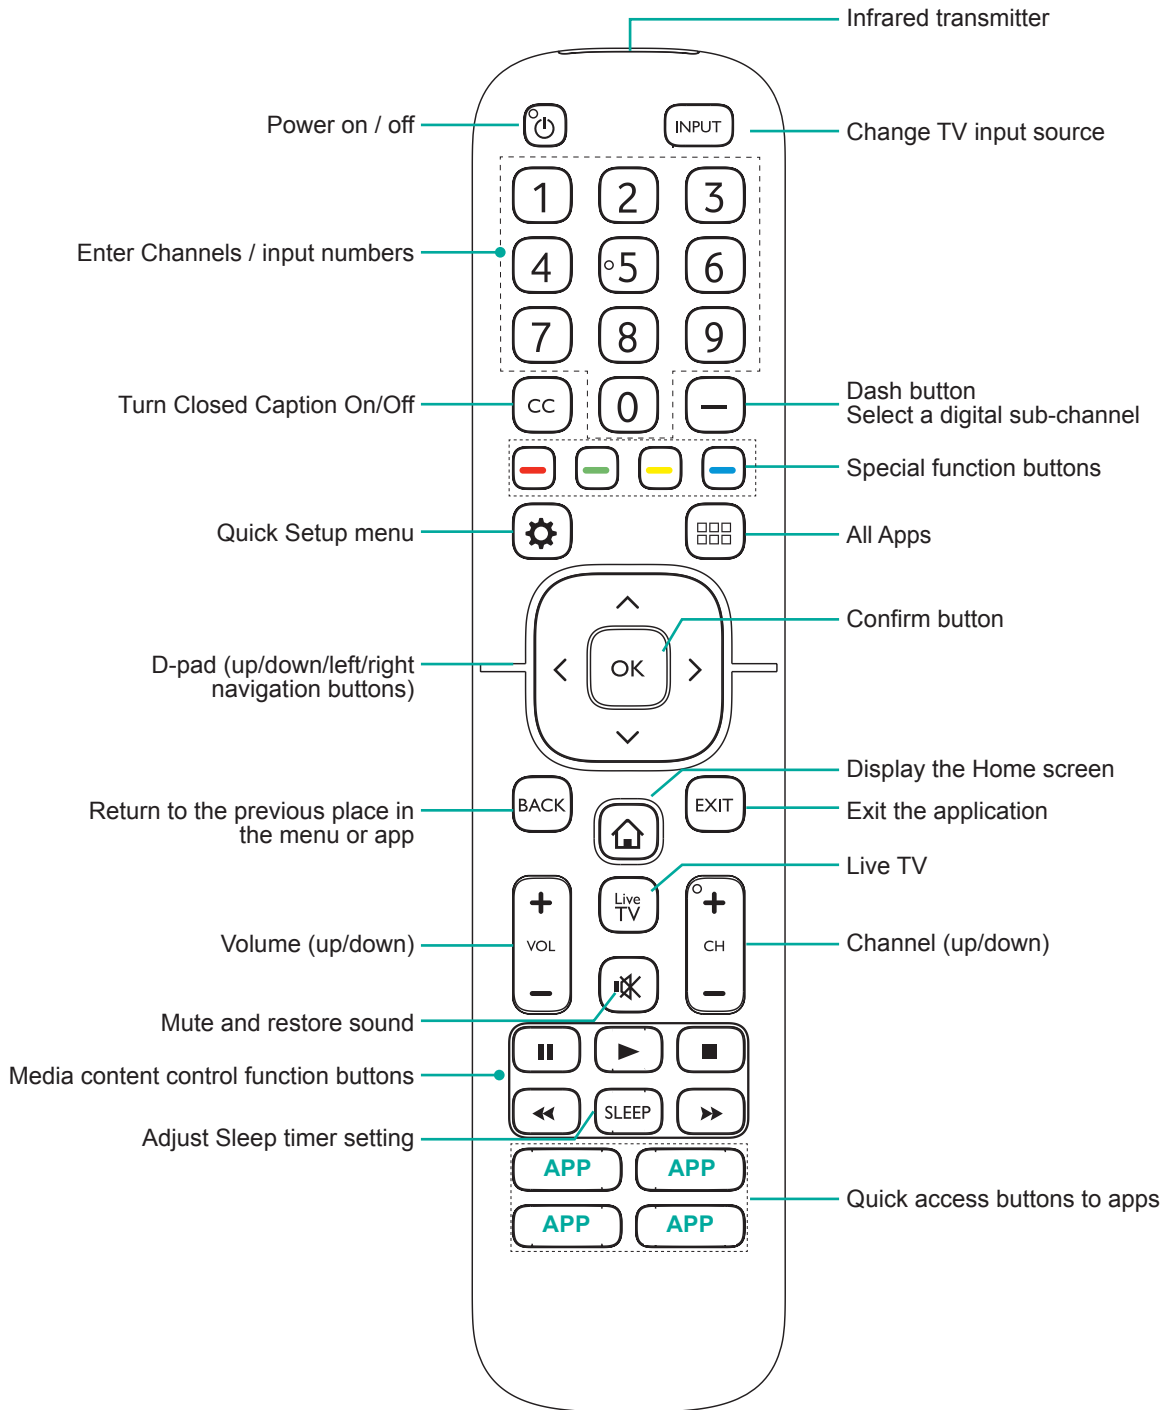 Infrared transmitter
Power on / off
INPUT
Change TV input source
1 2 3
Enter Channels / input numbers
4 5 6
7 8 9
Turn Closed Caption On/Off
CC
0
Dash button
Select a digital sub-channel
Special function buttons
Quick Setup menu
All Apps
Confirm button
D-pad (up/down/left/right
navigation buttons)
OK
Display the Home screen
BACK
EXIT
Return to the previous place in
the menu or app
Exit the application
Live TV
Live
TV
Volume (up/down)
VOL
CH
Channel (up/down)
Mute and restore sound
Media content control function buttons
SLEEP
Adjust Sleep timer setting
APP APP
Quick access buttons to apps
APP APP